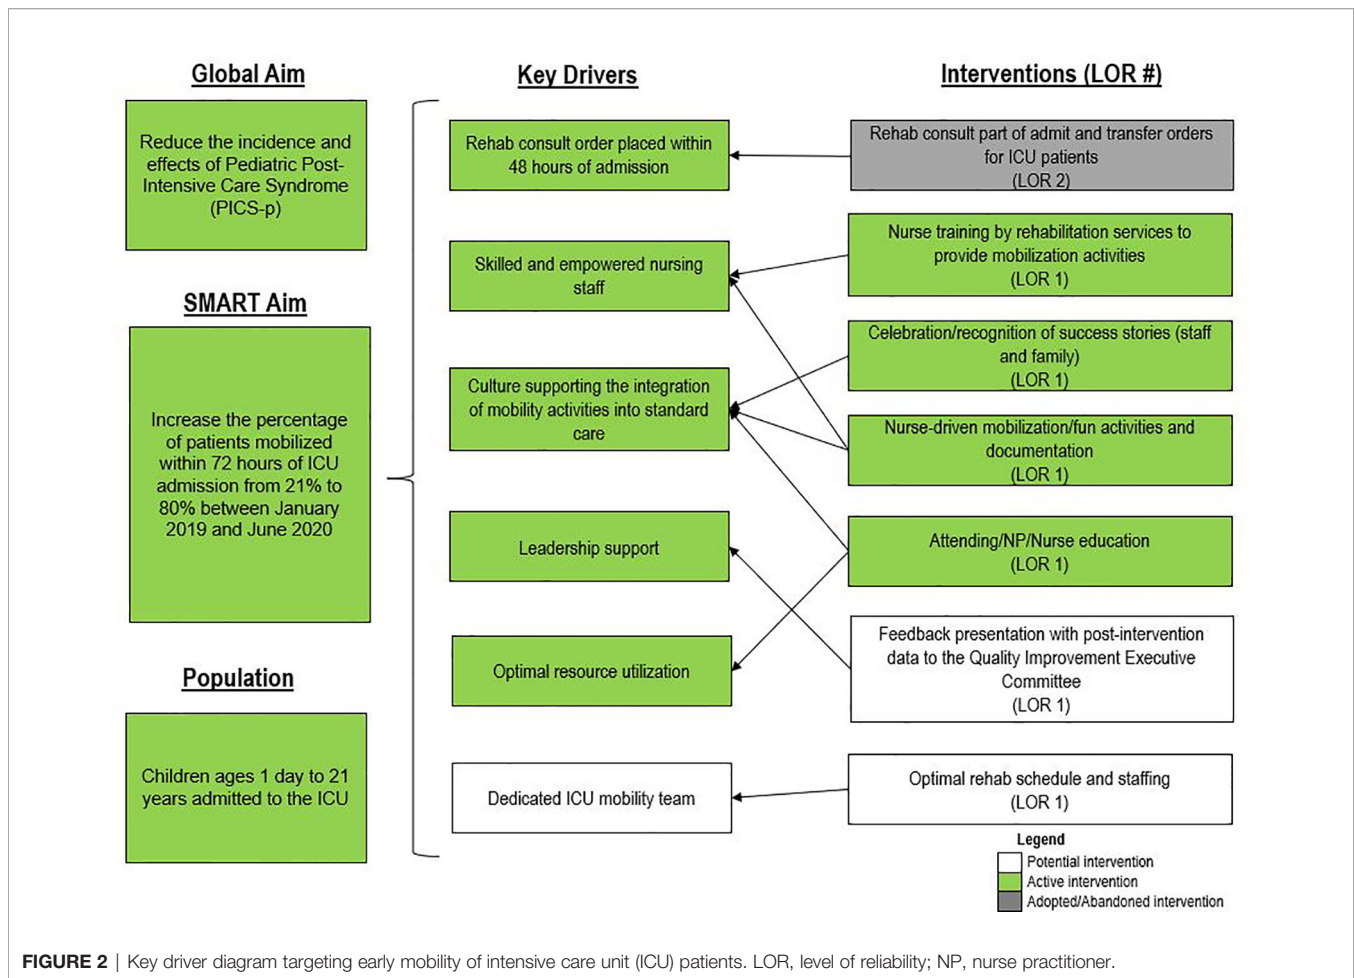 Global Aim
Reduce the incidence and
effects of Pediatric Post-
Intensive Care Syndrome
(PICS-p)
SMART Aim
Increase the percentage
of patients mobilized
within 72 hours of ICU
admission from 21% to
80% between January
2019 and June 2020
Population
Children ages 1 day to 21
years admitted to the ICU
Key Drivers
Rehab consult order placed within
48 hours of admission
Skilled and empowered nursing
staff
Culture supporting the integration
of mobility activities into standard
care
Leadership support
Optimal resource utilization
Dedicated ICU mobility team
Interventions (LOR #)
Rehab consult part of admit and transfer orders
for ICU patients
(LOR 2)
Nurse training by rehabilitation services to
provide mobilization activities
(LOR 1)
Celebration/recognition of success stories (staff
and family)
(LOR 1)
Nurse-driven mobilization/fun activities and
documentation
(LOR 1)
Attending/NP/Nurse education
(LOR 1)
Feedback presentation with post-intervention
data to the Quality Improvement Executive
Committee
(LOR 1)
Optimal rehab schedule and staffing
(LOR 1)
Legend
Potential intervention
Active intervention
Adopted/Abandoned intervention
FIGURE 2 | Key driver diagram targeting early mobility of intensive care unit (ICU) patients. LOR, level of reliability; NP, nurse practitioner.